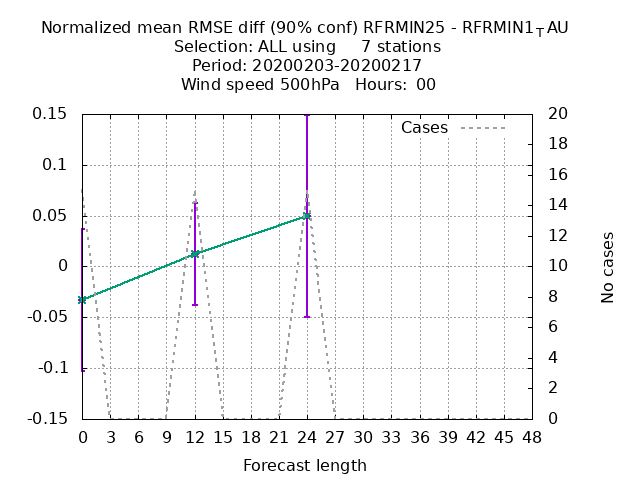 Normalized mean RMSE diff (90% conf) RFRMIN25 - RFRMIN1_TAU
Selection: ALL using     7 stations
Period: 20200203-20200217
Wind speed 500hPa   Hours: 00
Cases
0.15
0.1
0.05
0
-0.05
-0.1
-0.15
20
18
16
14
12
10
8
6
4
2
0
No cases
0 3 6 9 12 15 18 21 24 27 30 33 36 39 42 45 48
Forecast length